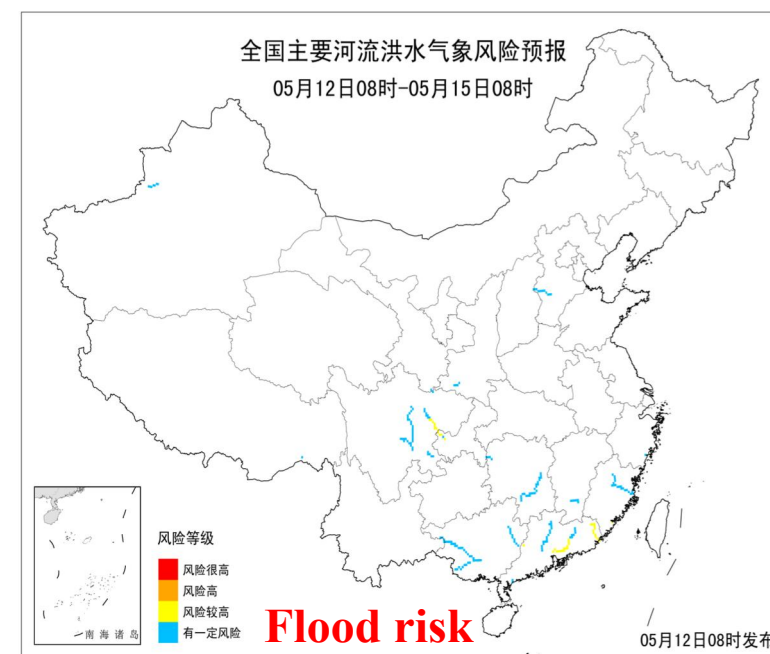 全国主要河流洪水气象风险预报
05月12日08时-05月15日08时
风险等级
风险很高
风险高
风险较高
有一定风险
南海诸岛
Flood risk
05月12日08时发布